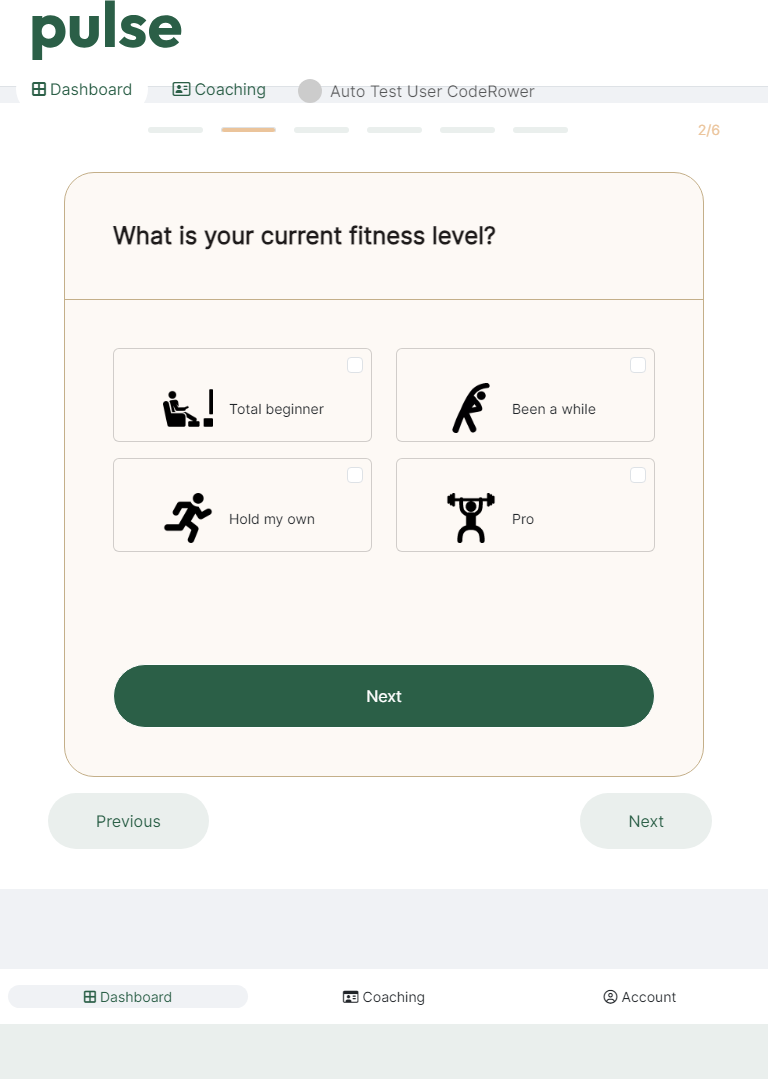 pulse
Dashboard
Coaching
Auto Test User CodeRower
2/6
What is your current fitness level?
Total beginner
Been a while
Hold my own
Pro
Next
Previous
Next
Dashboard
Coaching
Account